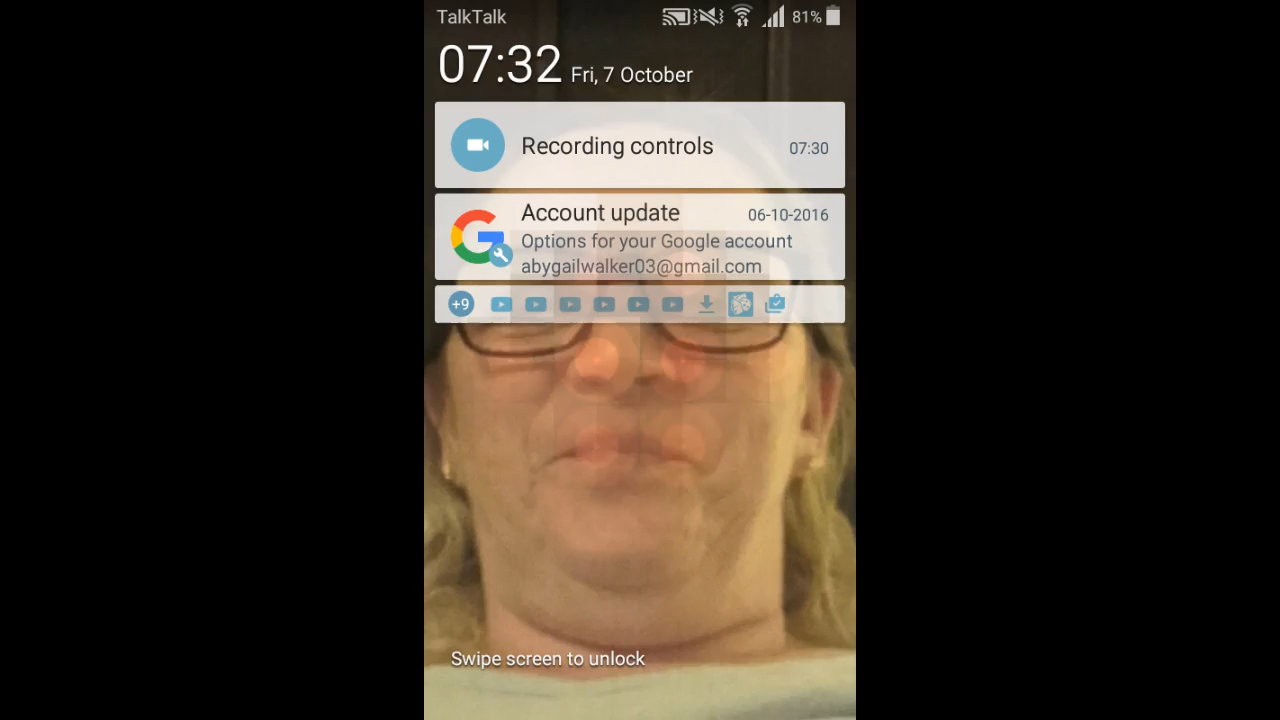 TalkTalk
81%
07:32 Fri, 7 October
Recording controls
07:30
Account update
06-10-2016
Options for your Google account
abygailwalker03@gmail.com
+9
Swipe screen to unlock